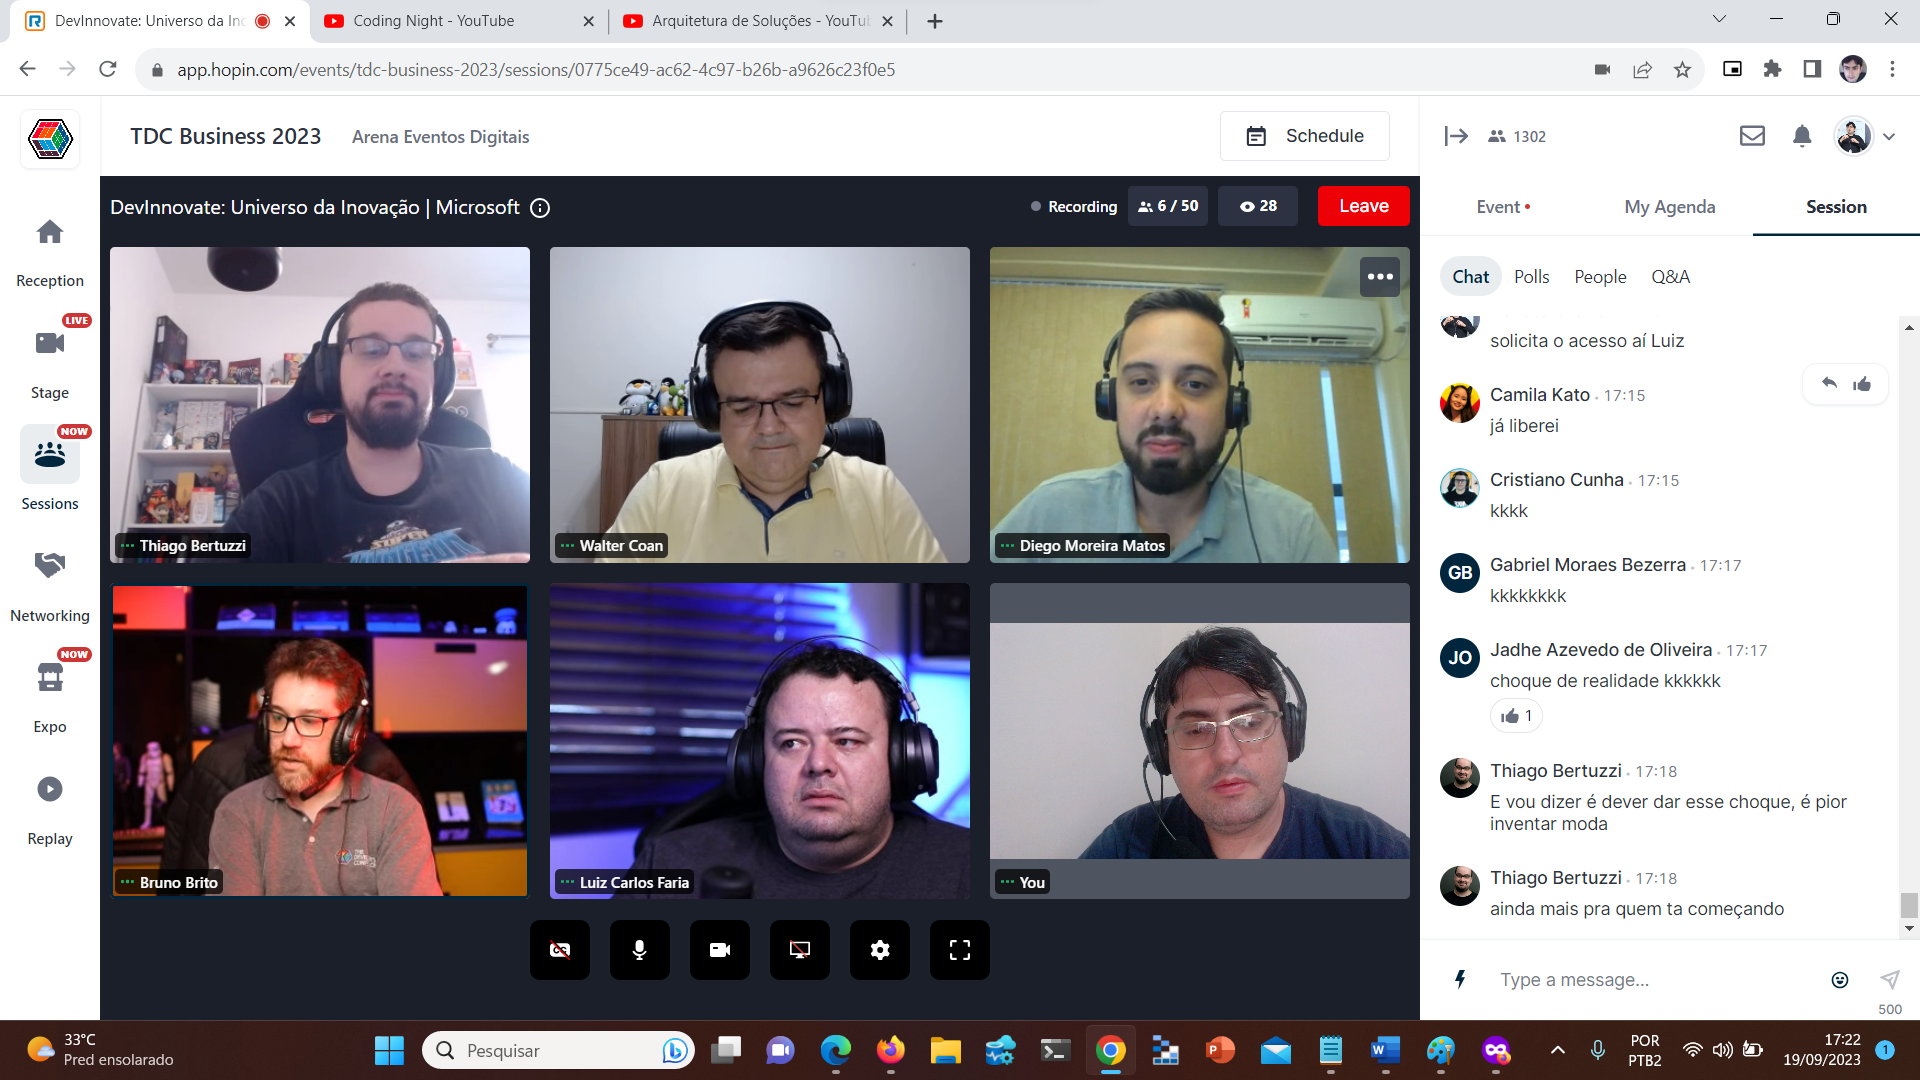 DevInnovate: Universo da In
Coding Night - YouTube
Arquitetura de Soluções - YouTu
app.hopin.com/events/tdc-business-2023/sessions/0775ce49-ac62-4c97-b26b-a9626c23f0e5
TDC Business 2023
Arena Eventos Digitais
Schedule
1302
DevInnovate: Universo da Inovação | Microsoft
Recording
6 / 50
28
Leave
Event
My Agenda
Session
Chat
Polls
People
Q&A
Reception
LIVE
Stage
NOW
Sessions
Networking
NOW
Expo
Replay
Thiago Bertuzzi
Walter Coan
Diego Moreira Matos
Bruno Brito
Luiz Carlos Faria
You
SUPER
CC
solicita o acesso aí Luiz
Camila Kato 17:15
já liberei
Cristiano Cunha 17:15
kkkk
GB
Gabriel Moraes Bezerra 17:17
kkkkkkkk
JO
Jadhe Azevedo de Oliveira 17:17
choque de realidade kkkkkk
1
Thiago Bertuzzi 17:18
E vou dizer é dever dar esse choque, é pior
inventar moda
Thiago Bertuzzi 17:18
ainda mais pra quem ta começando
Type a message...
500
33°C
Pred ensolarado
Pesquisar
POR
PTB2
17:22
19/09/2023
1